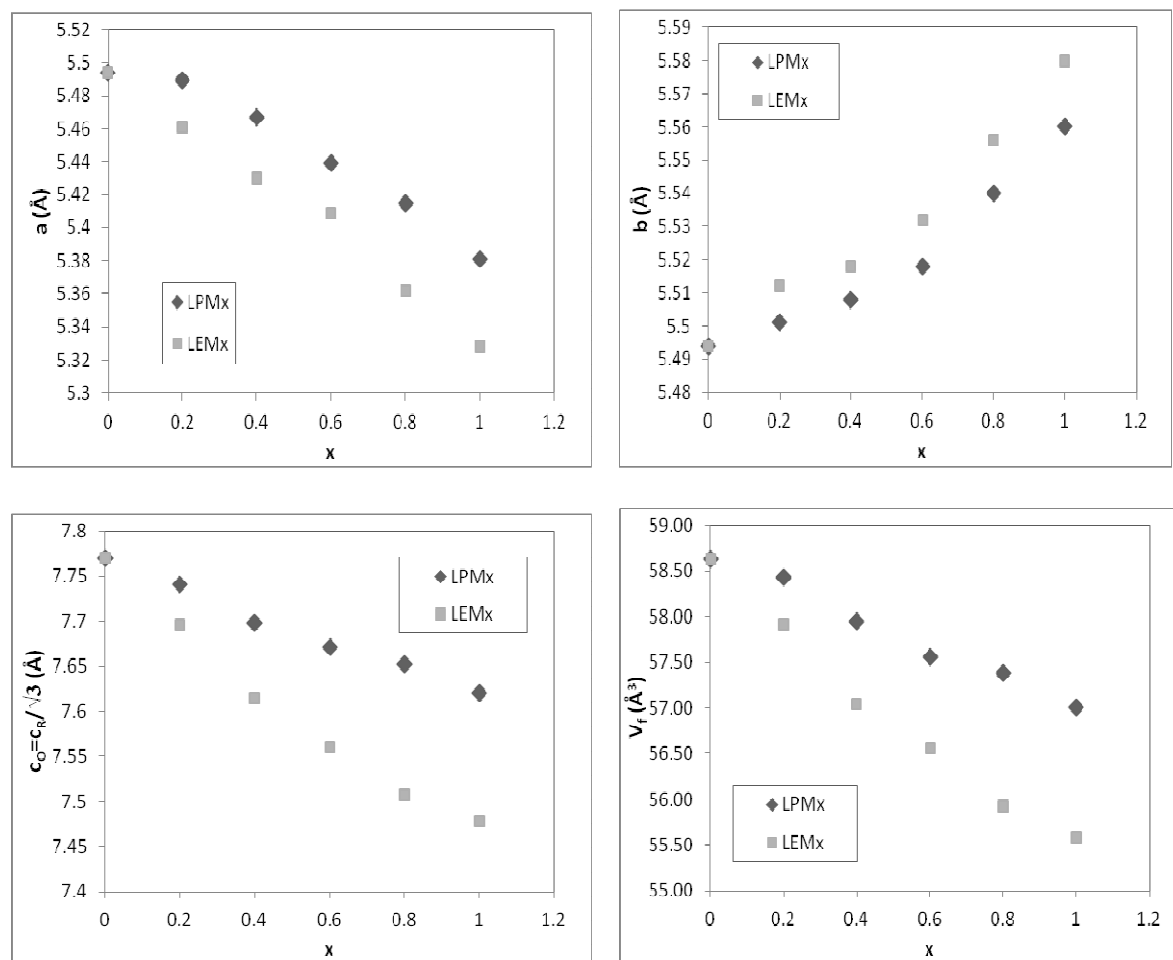 5.52
5.5
5.48
5.46
5.44
5.42
5.4
5.38
5.36
5.34
5.32
5.3
a (Å)
LPMx
LEMx
0 0.2 0.4 0.6 0.8 1 1.2
x
5.59
5.58
5.57
5.56
5.55
5.54
5.53
5.52
5.51
5.5
5.49
5.48
b (Å)
LPMx
LEMx
0 0.2 0.4 0.6 0.8 1 1.2
x
7.8
7.75
7.7
7.65
7.6
7.55
7.5
7.45
7.4
c_O=c_R/√3 (Å)
LPMx
LEMx
0 0.2 0.4 0.6 0.8 1 1.2
x
59.00
58.50
58.00
57.50
57.00
56.50
56.00
55.50
55.00
V_f (Å³)
LPMx
LEMx
0 0.2 0.4 0.6 0.8 1 1.2
x